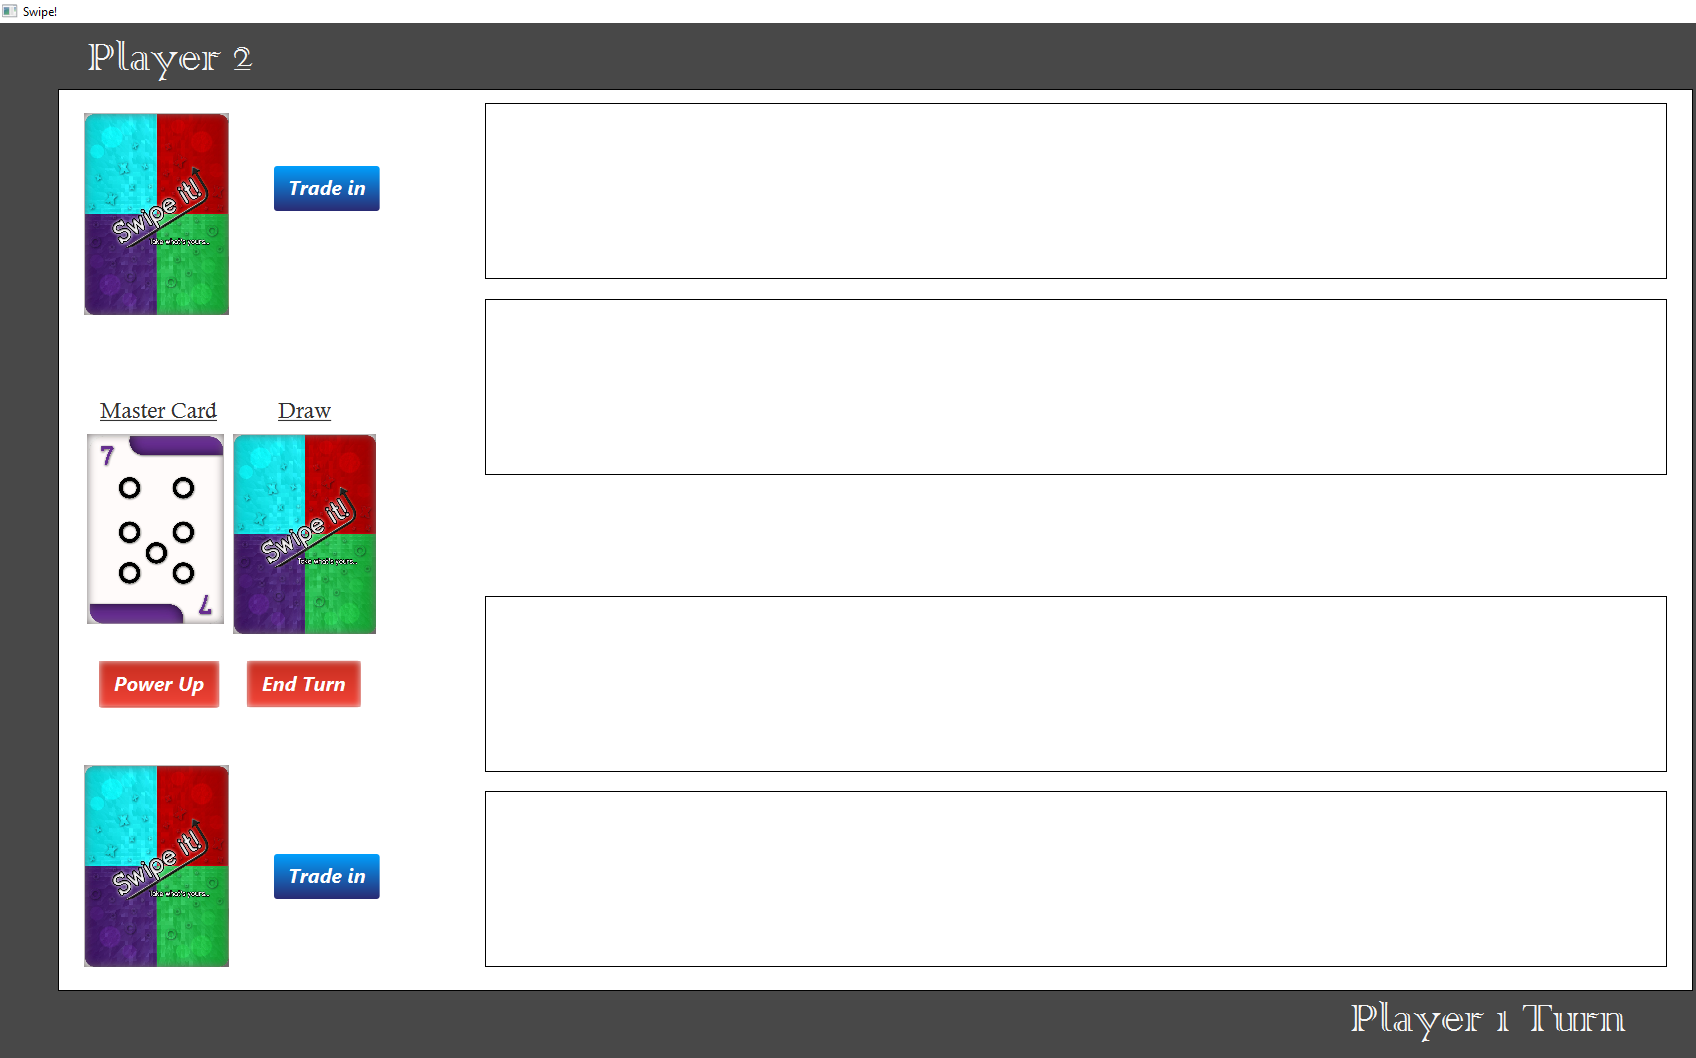 Swipe!
Player 2
Swipe it!
Take what's yours...
Trade in
Master Card
Draw
7
7
Swipe it!
Take what's yours...
Power Up
End Turn
Swipe it!
Take what's yours...
Trade in
Player 1 Turn